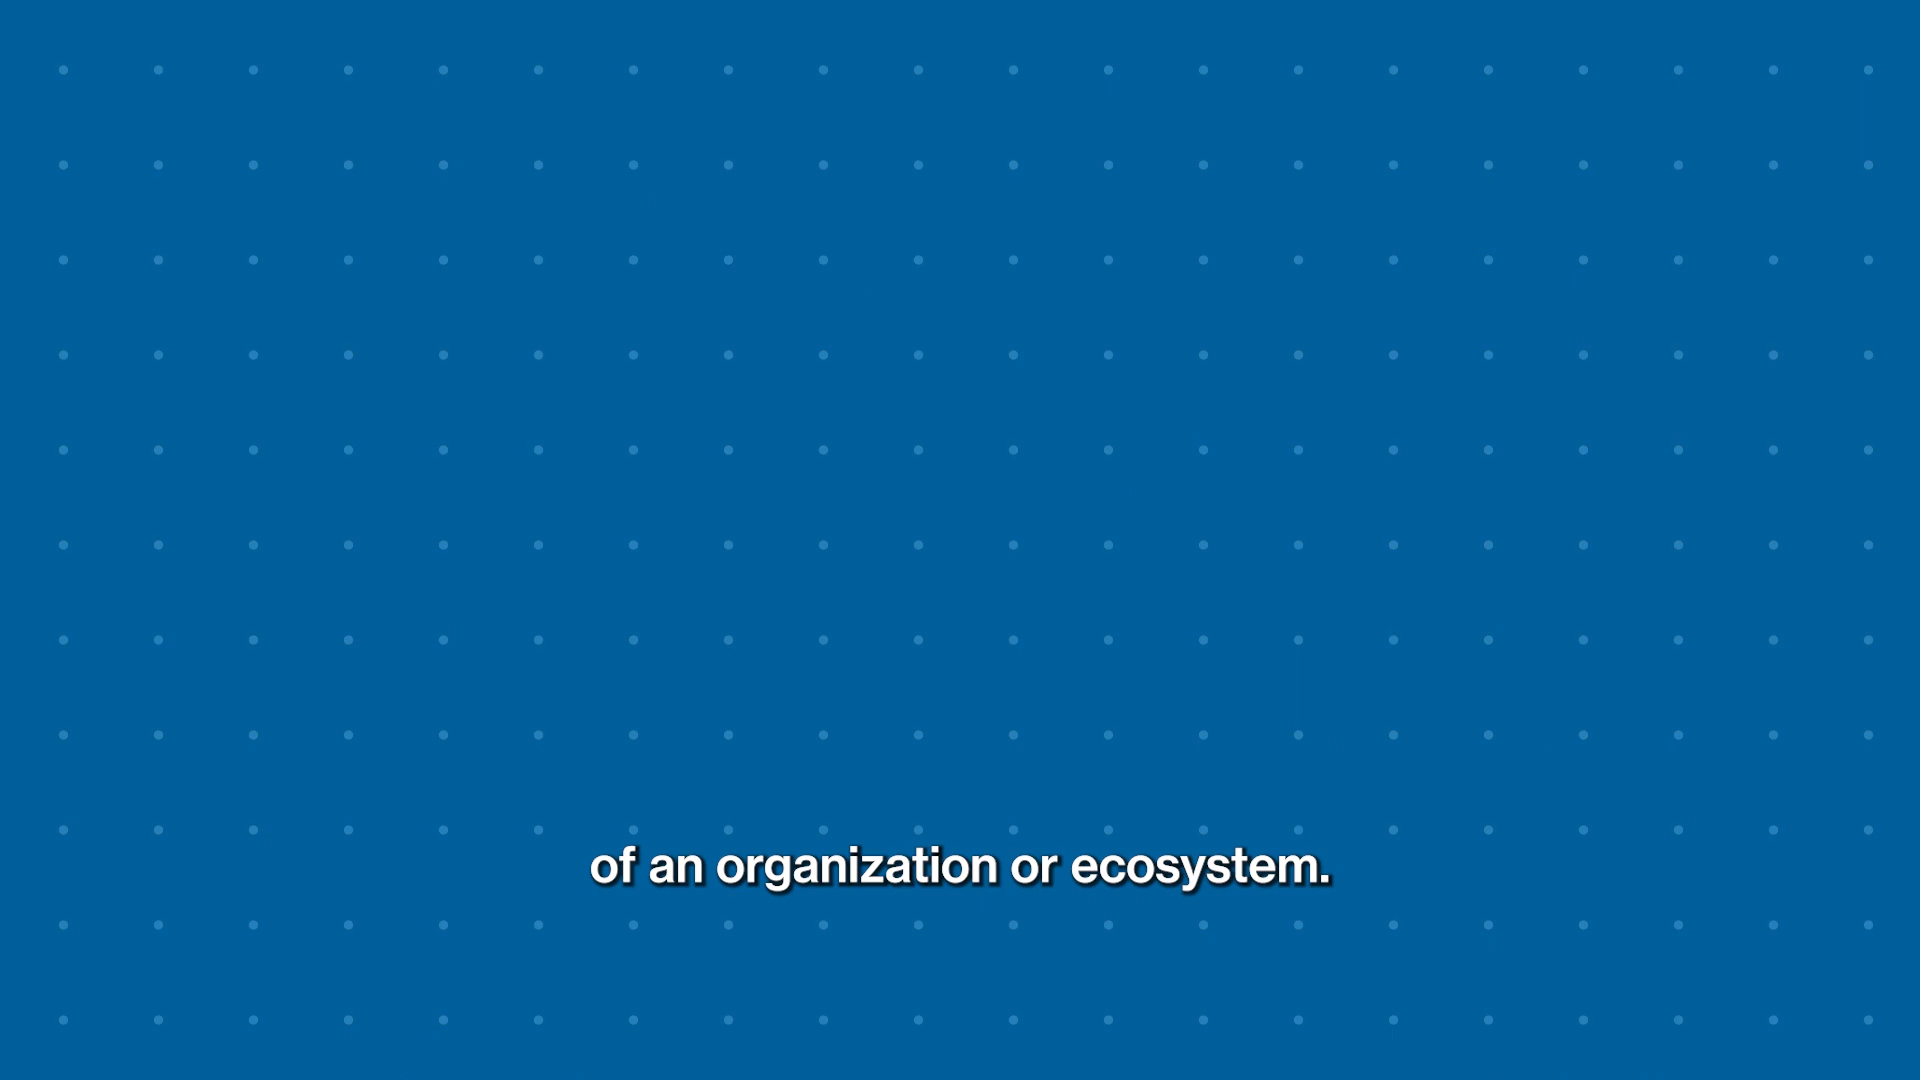 of an organization or ecosystem.